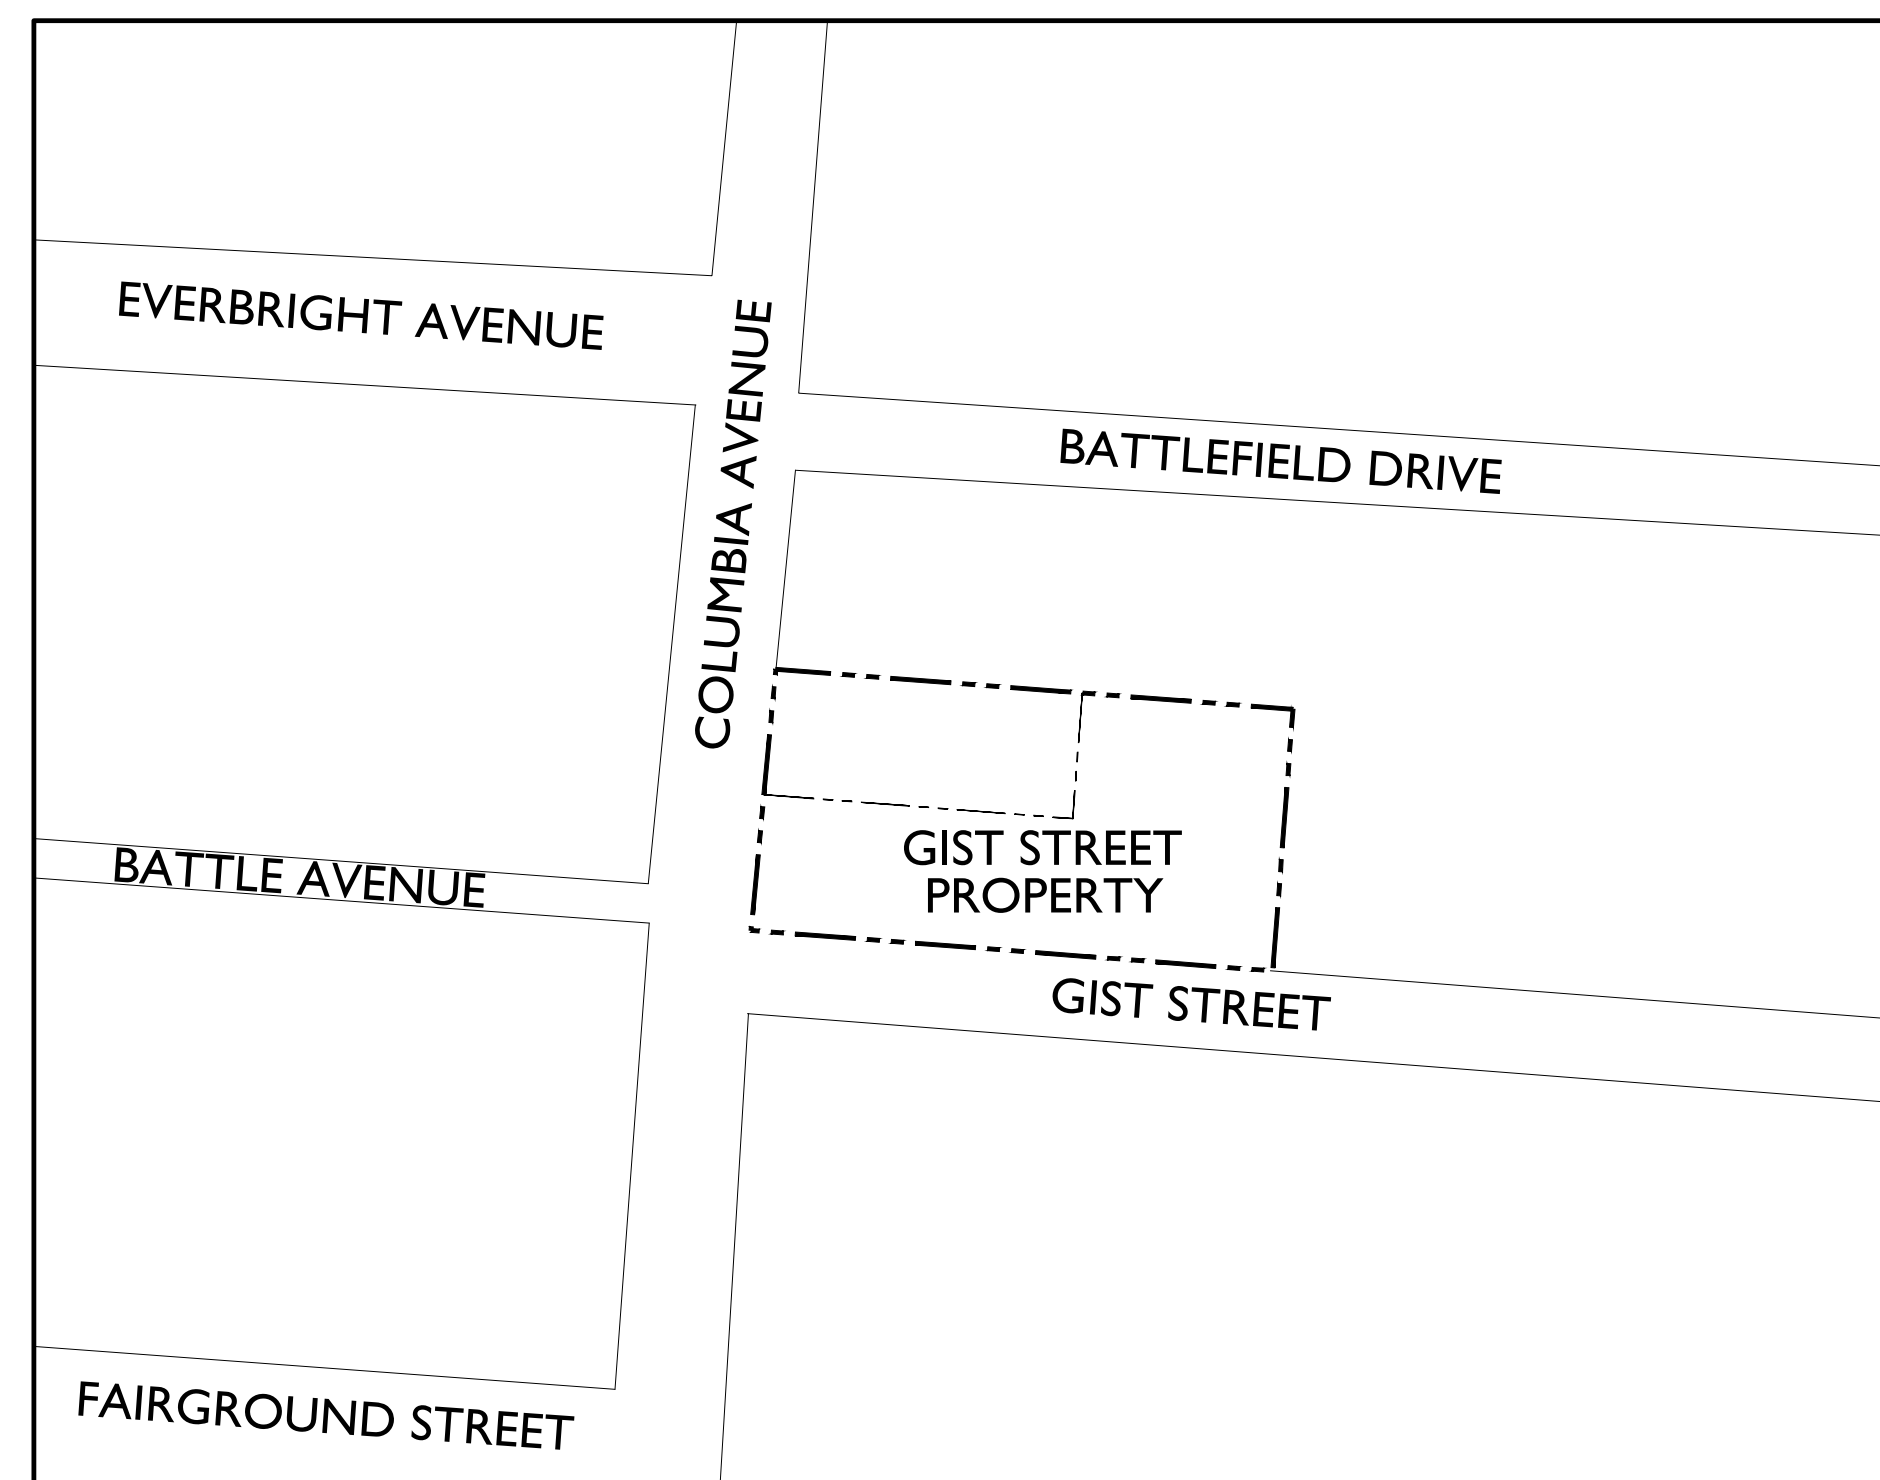 EVERBRIGHT AVENUE
COLUMBIA AVENUE
BATTLEFIELD DRIVE
GIST STREET
PROPERTY
BATTLE AVENUE
GIST STREET
FAIRGROUND STREET